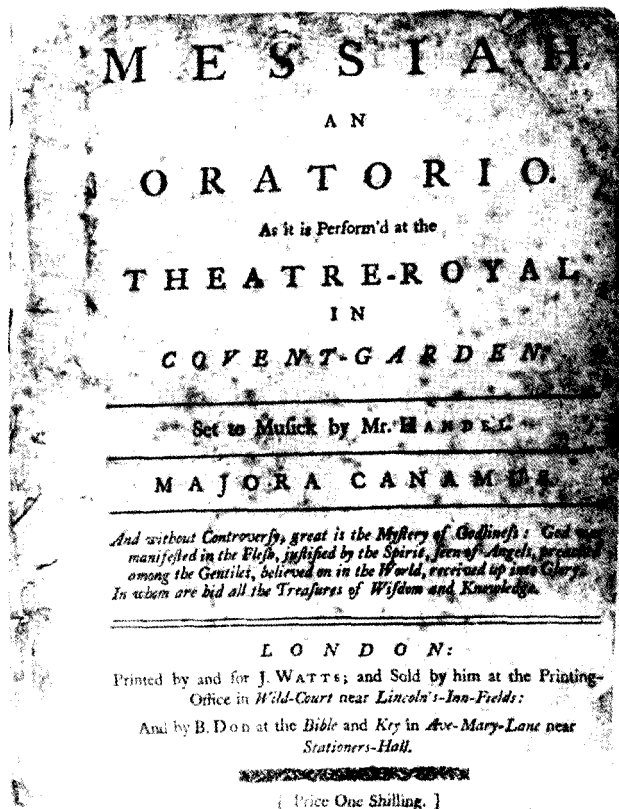 MESSIAH.
AN
ORATORIO.
As it is Perform'd at the
THEATRE-ROYAL
IN
COVENT-GARDEN.
Set to Muſick by Mr. HANDEL.
MAJORA CANAMUS.
And without Controverſy, great is the Myſtery of Godlineſs: God was
manifeſted in the Fleſh, juſtified by the Spirit, ſeen of Angels, preached
among the Gentiles, believed on in the World, received up into Glory.
In whom are hid all the Treaſures of Wiſdom and Knowledge.
LONDON:
Printed by and for J. WATTS; and Sold by him at the Printing-
Office in Wild-Court near Lincoln's-Inn-Fields:
And by B. DOD at the Bible and Key in Ave-Mary-Lane near
Stationers-Hall.
[ Price One Shilling. ]